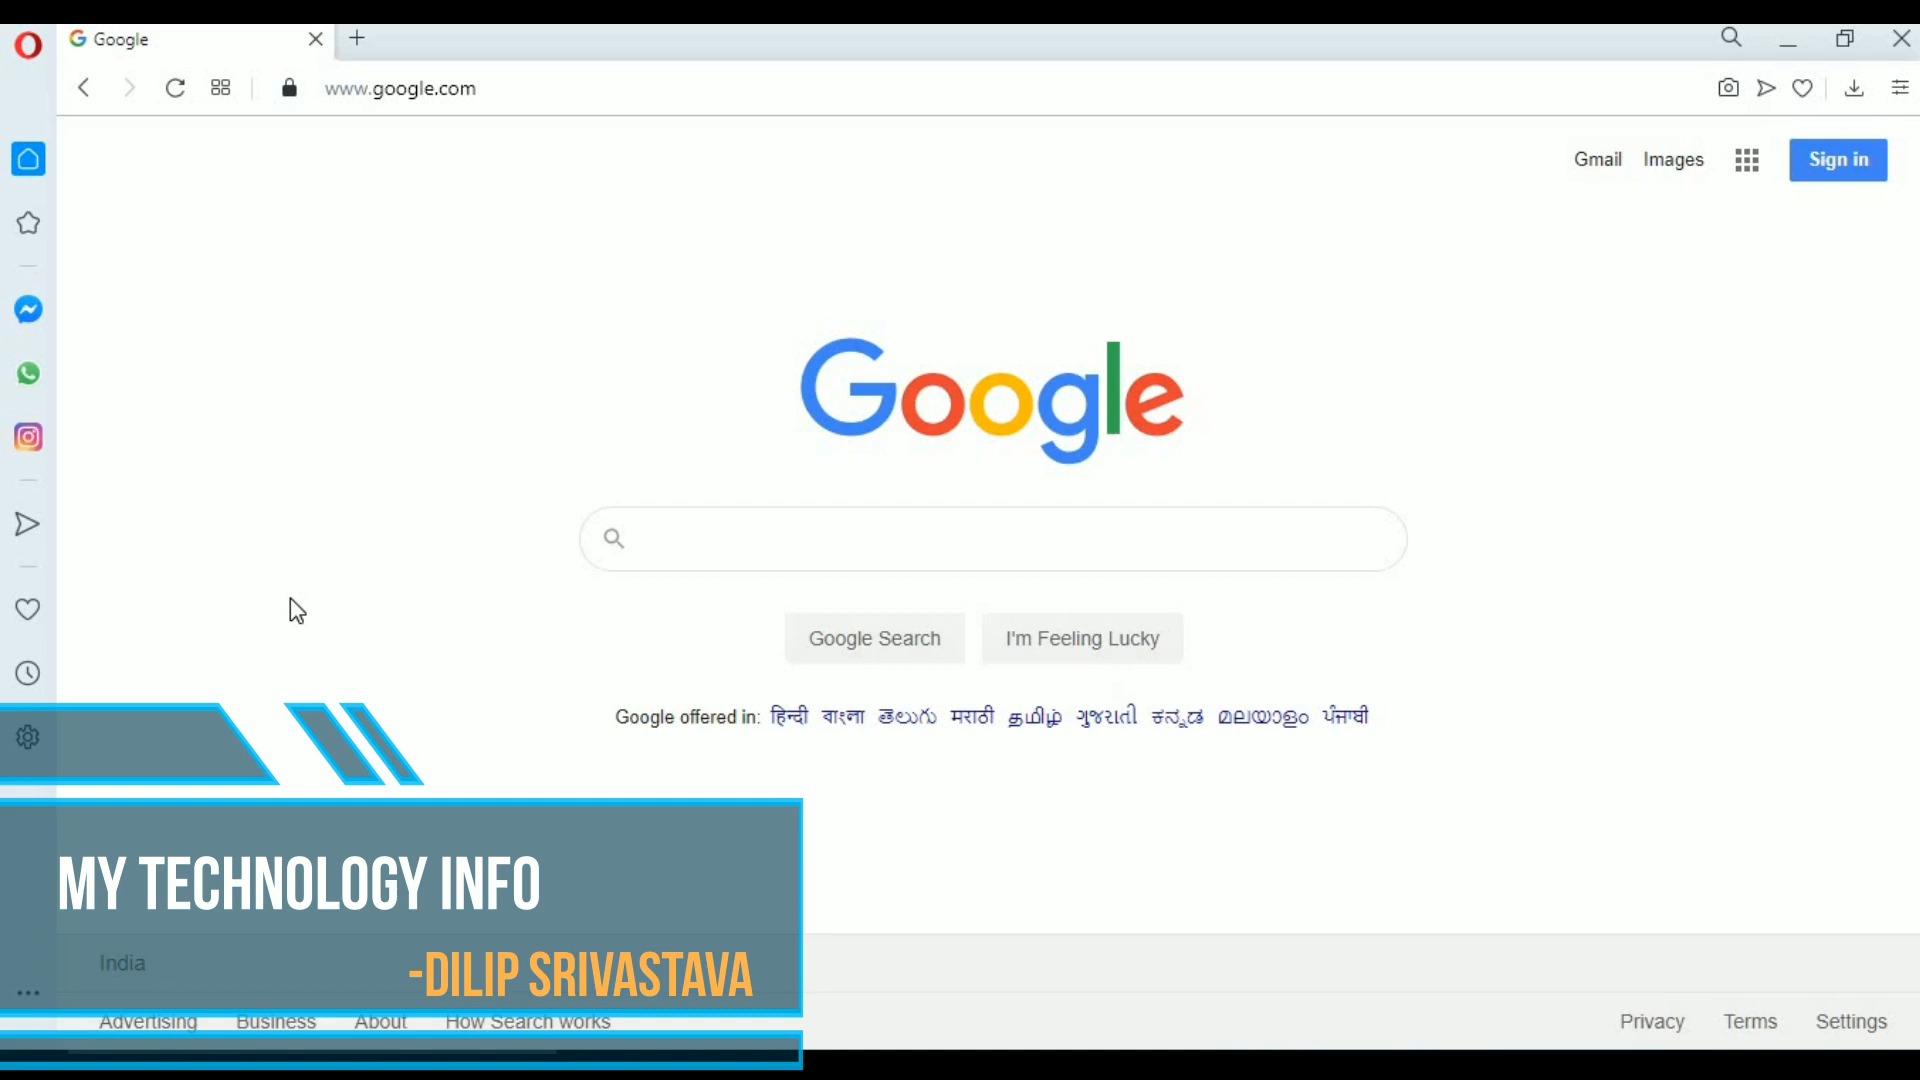 Google
www.google.com
Gmail Images Sign in
Google
Google Search I'm Feeling Lucky
Google offered in: हिन्दी বাংলা తెలుగు मराठी தமிழ் ગુજરાતી ಕನ್ನಡ മലയാളം ਪੰਜਾਬੀ
MY TECHNOLOGY INFO
-DILIP SRIVASTAVA
India
Advertising Business About How Search works Privacy Terms Settings